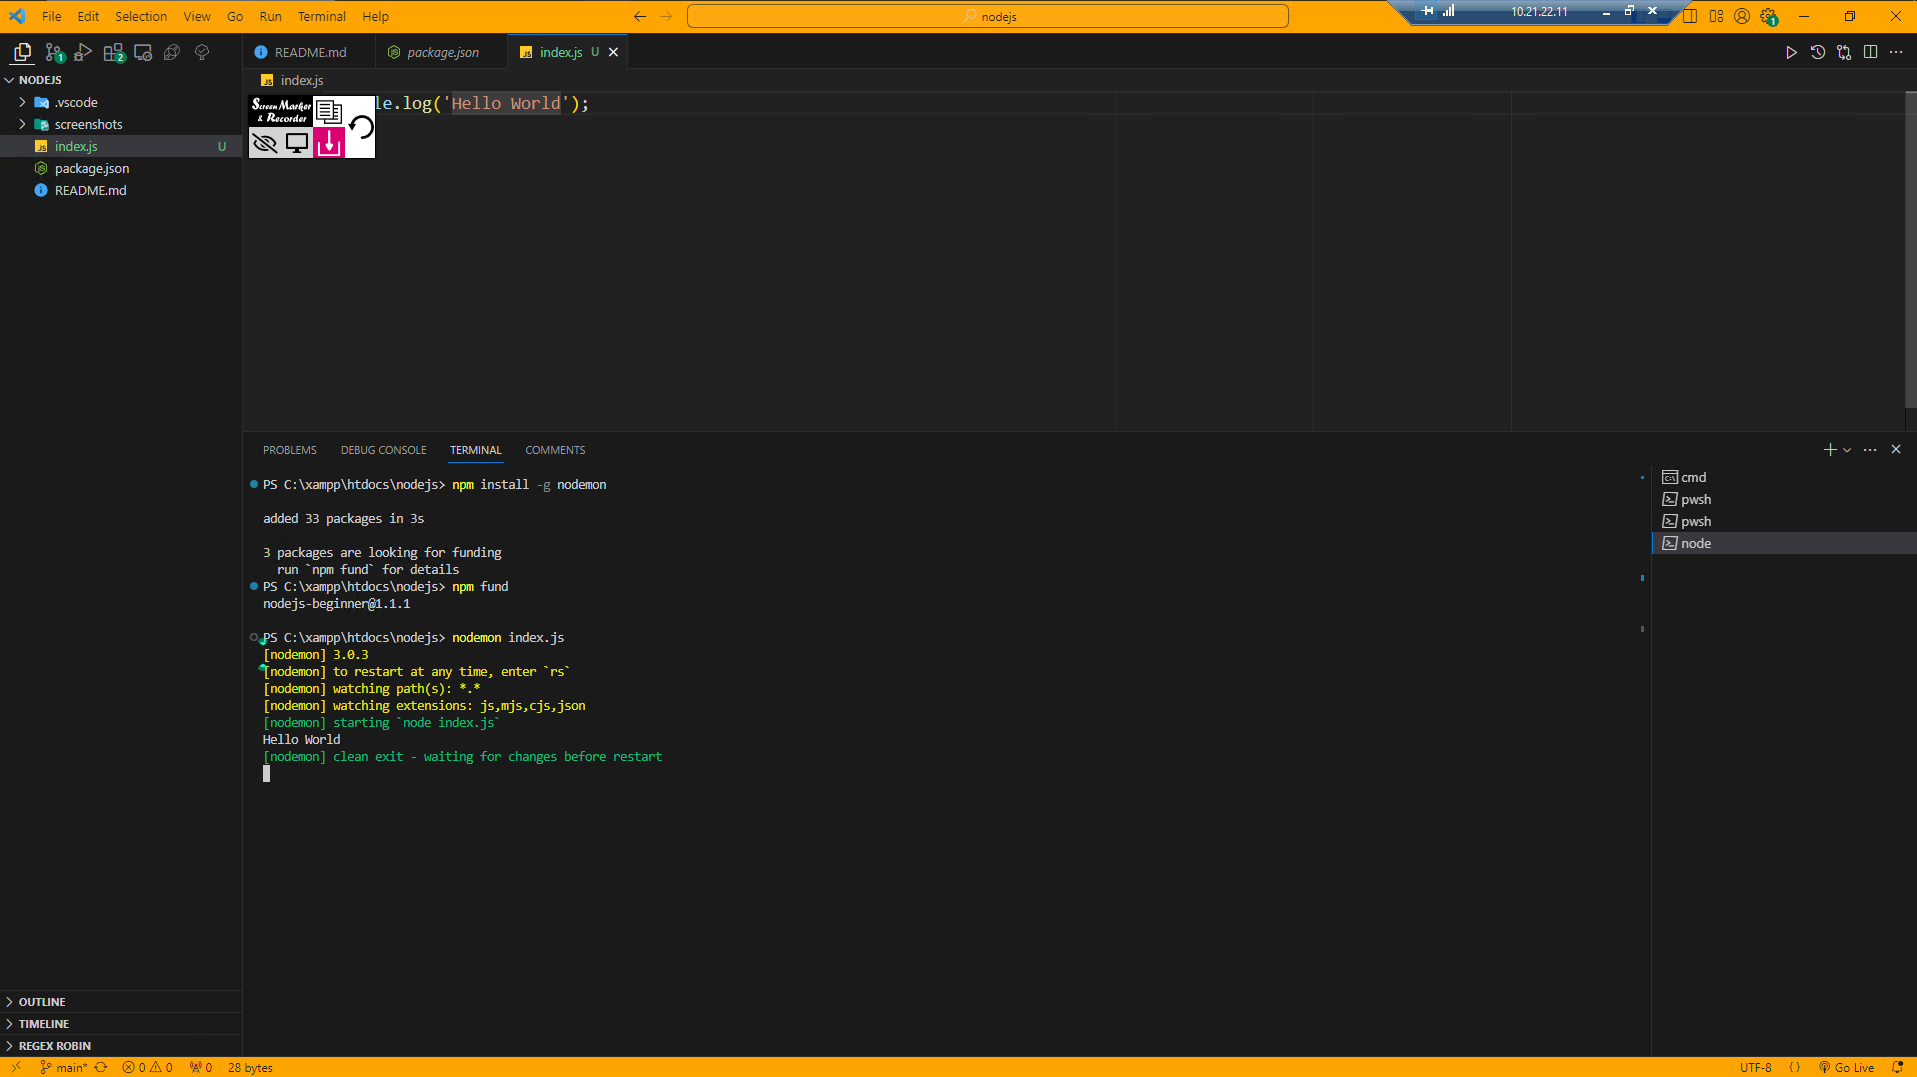 File Edit Selection View Go Run Terminal Help
nodejs
10.21.22.11
1
1
2
README.md
package.json
index.js U
NODEJS
index.js
.vscode
Screen Marker & Recorder
le.log('Hello World');
screenshots
index.js U
package.json
README.md
PROBLEMS DEBUG CONSOLE TERMINAL COMMENTS
PS C:\xampp\htdocs\nodejs> npm install -g nodemon
added 33 packages in 3s
3 packages are looking for funding
run `npm fund` for details
PS C:\xampp\htdocs\nodejs> npm fund
nodejs-beginner@1.1.1
PS C:\xampp\htdocs\nodejs> nodemon index.js
[nodemon] 3.0.3
[nodemon] to restart at any time, enter `rs`
[nodemon] watching path(s): *.*
[nodemon] watching extensions: js,mjs,cjs,json
[nodemon] starting `node index.js`
Hello World
[nodemon] clean exit - waiting for changes before restart
cmd
pwsh
pwsh
node
OUTLINE
TIMELINE
REGEX ROBIN
main* 0 0 0 28 bytes
UTF-8 { } Go Live